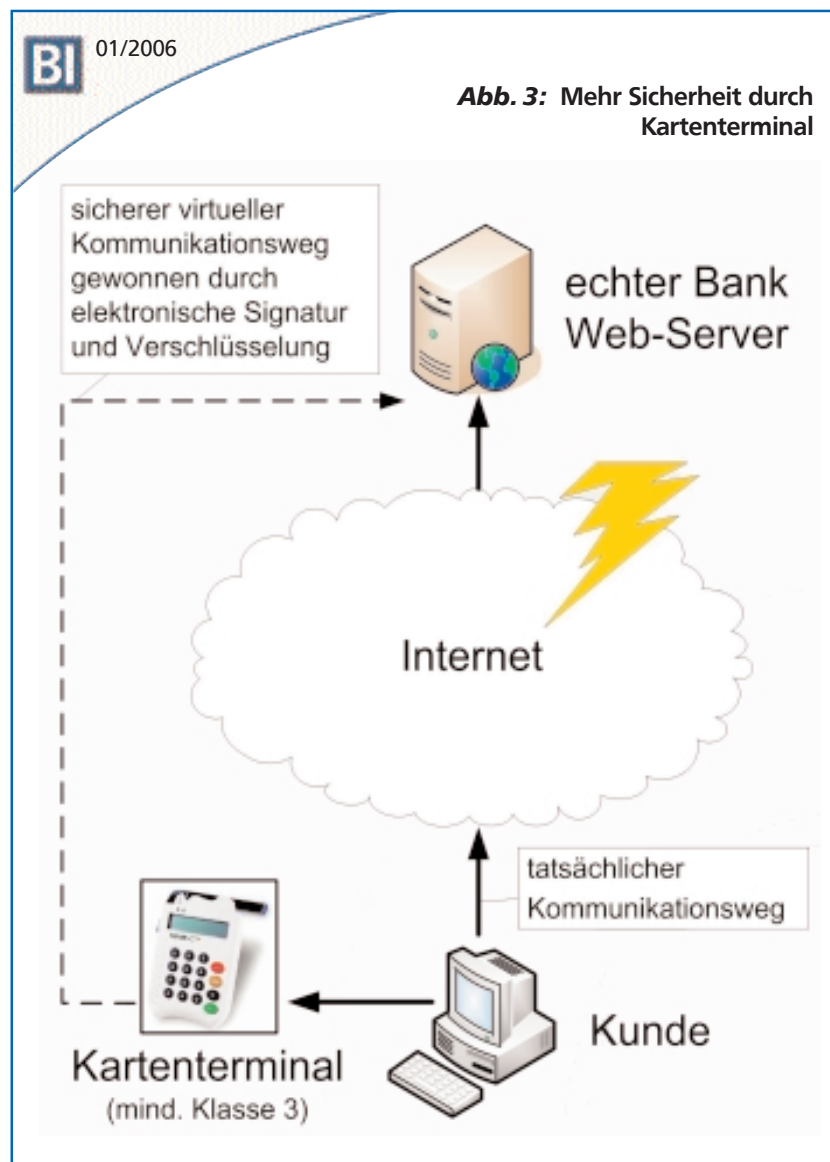 BI 01/2006
Abb. 3: Mehr Sicherheit durch
Kartenterminal
sicherer virtueller
Kommunikationsweg
gewonnen durch
elektronische Signatur
und Verschlüsselung
echter Bank
Web-Server
Internet
tatsächlicher
Kommunikationsweg
Kunde
Kartenterminal
(mind. Klasse 3)